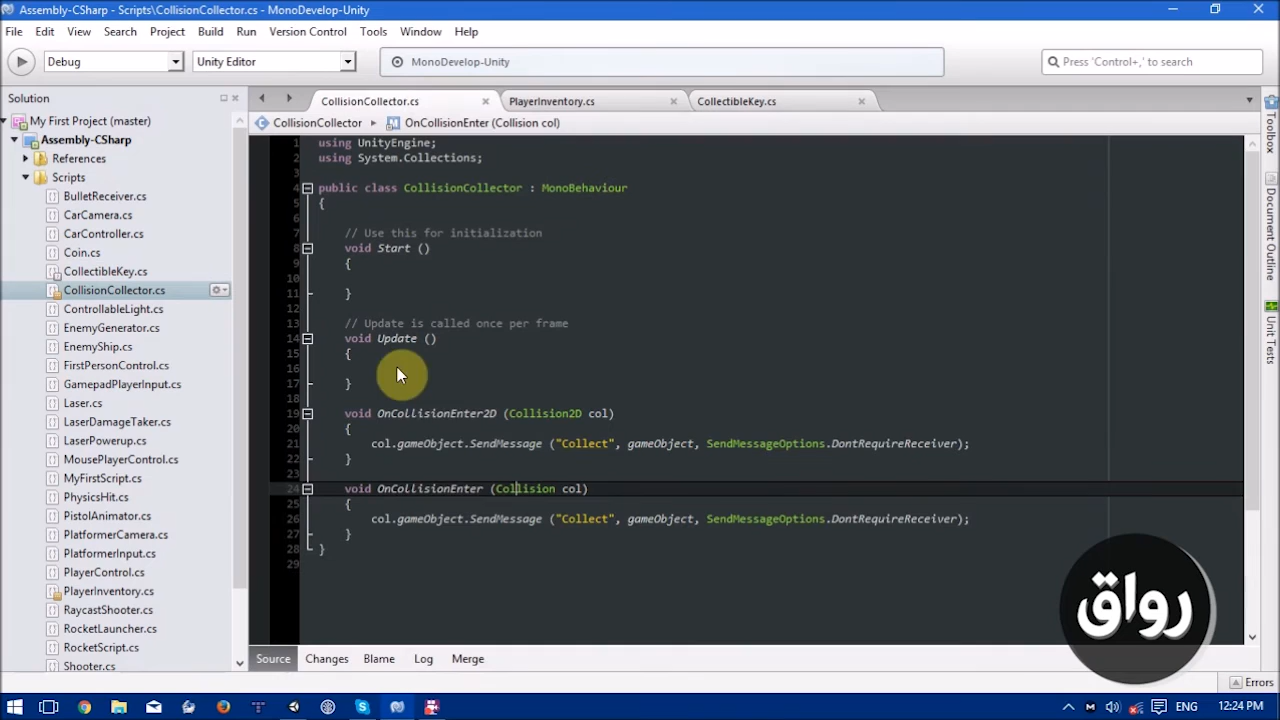 Assembly-CSharp - Scripts\CollisionCollector.cs - MonoDevelop-Unity
File Edit View Search Project Build Run Version Control Tools Window Help
Debug Unity Editor MonoDevelop-Unity Press 'Control+,' to search
Solution
My First Project (master)
Assembly-CSharp
References
Scripts
BulletReceiver.cs
CarCamera.cs
CarController.cs
Coin.cs
CollectibleKey.cs
CollisionCollector.cs
ControllableLight.cs
EnemyGenerator.cs
EnemyShip.cs
FirstPersonControl.cs
GamepadPlayerInput.cs
Laser.cs
LaserDamageTaker.cs
LaserPowerup.cs
MousePlayerControl.cs
MyFirstScript.cs
PhysicsHit.cs
PistolAnimator.cs
PlatformerCamera.cs
PlatformerInput.cs
PlayerControl.cs
PlayerInventory.cs
RaycastShooter.cs
RocketLauncher.cs
RocketScript.cs
Shooter.cs
CollisionCollector.cs PlayerInventory.cs CollectibleKey.cs
CollisionCollector OnCollisionEnter (Collision col)
1 using UnityEngine;
2 using System.Collections;
3
4 public class CollisionCollector : MonoBehaviour
5 {
6
7 // Use this for initialization
8 void Start ()
9 {
10
11 }
12
13 // Update is called once per frame
14 void Update ()
15 {
16
17 }
18
19 void OnCollisionEnter2D (Collision2D col)
20 {
21 col.gameObject.SendMessage ("Collect", gameObject, SendMessageOptions.DontRequireReceiver);
22 }
23
24 void OnCollisionEnter (Collision col)
25 {
26 col.gameObject.SendMessage ("Collect", gameObject, SendMessageOptions.DontRequireReceiver);
27 }
28 }
29
Toolbox
Document Outline
Unit Tests
رواق
Source Changes Blame Log Merge
Errors
ENG 12:24 PM